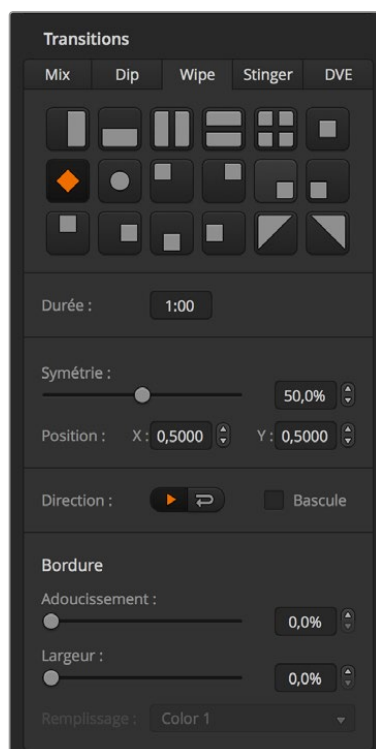 Transitions
Mix Dip Wipe Stinger DVE
Durée : 1:00
Symétrie :
50,0%
Position : X : 0,5000 Y : 0,5000
Direction : Bascule
Bordure
Adoucissement :
0,0%
Largeur :
0,0%
Remplissage : Color 1